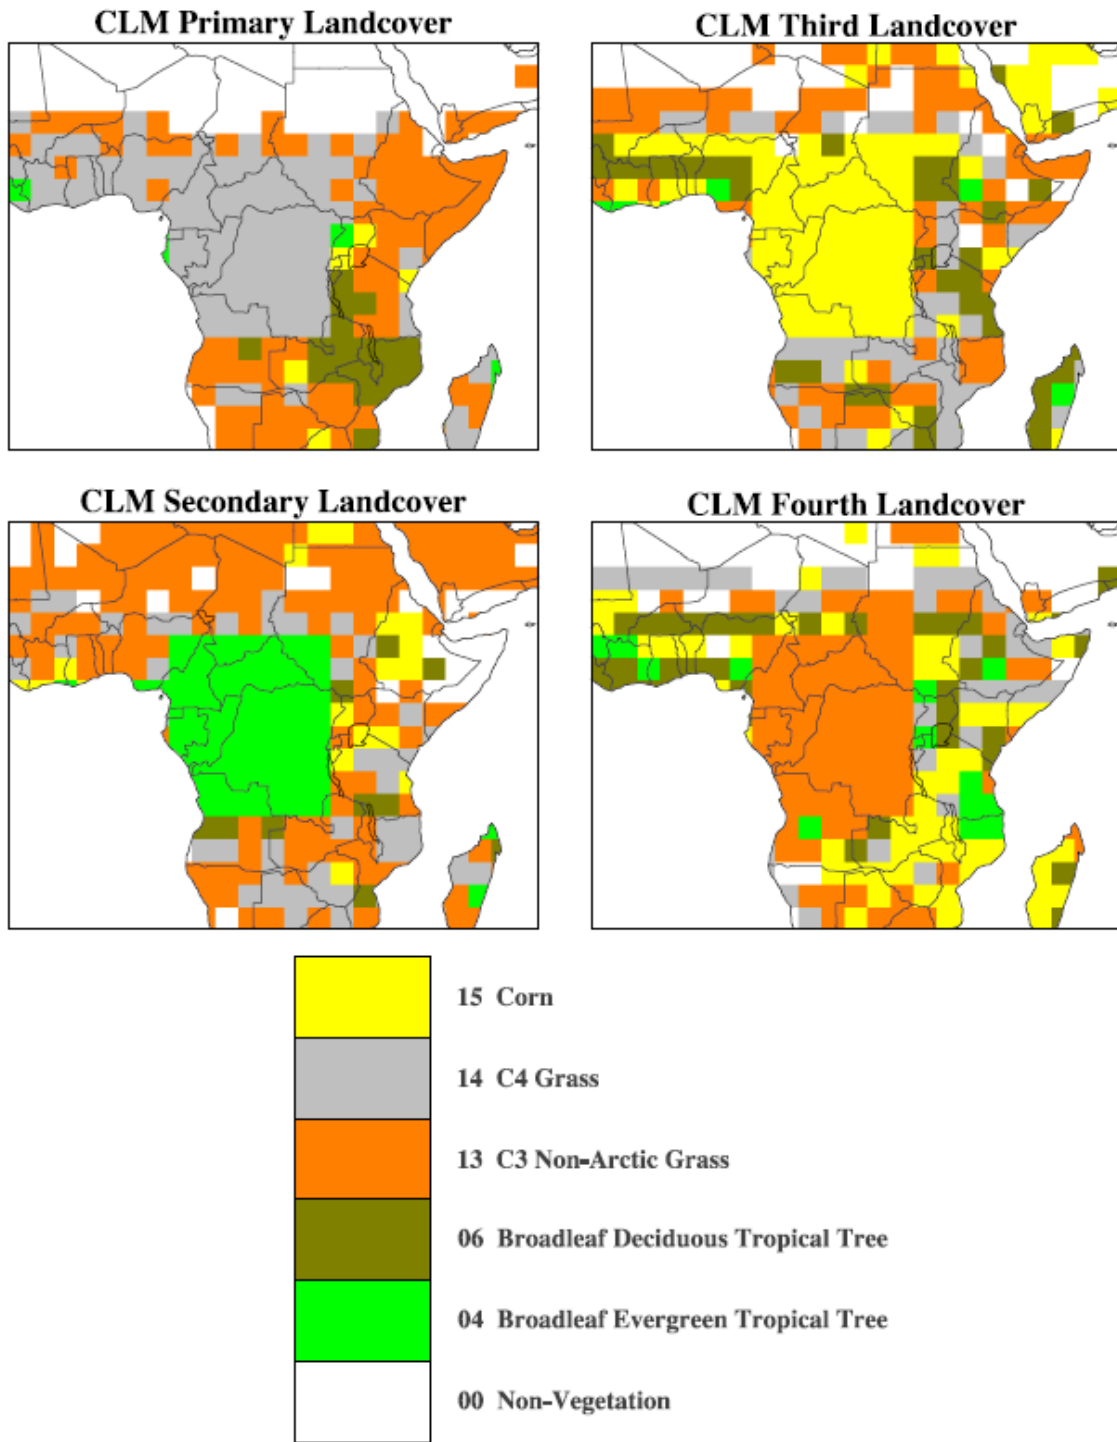 CLM Primary Landcover
CLM Third Landcover
CLM Secondary Landcover
CLM Fourth Landcover
15 Corn
14 C4 Grass
13 C3 Non-Arctic Grass
06 Broadleaf Deciduous Tropical Tree
04 Broadleaf Evergreen Tropical Tree
00 Non-Vegetation